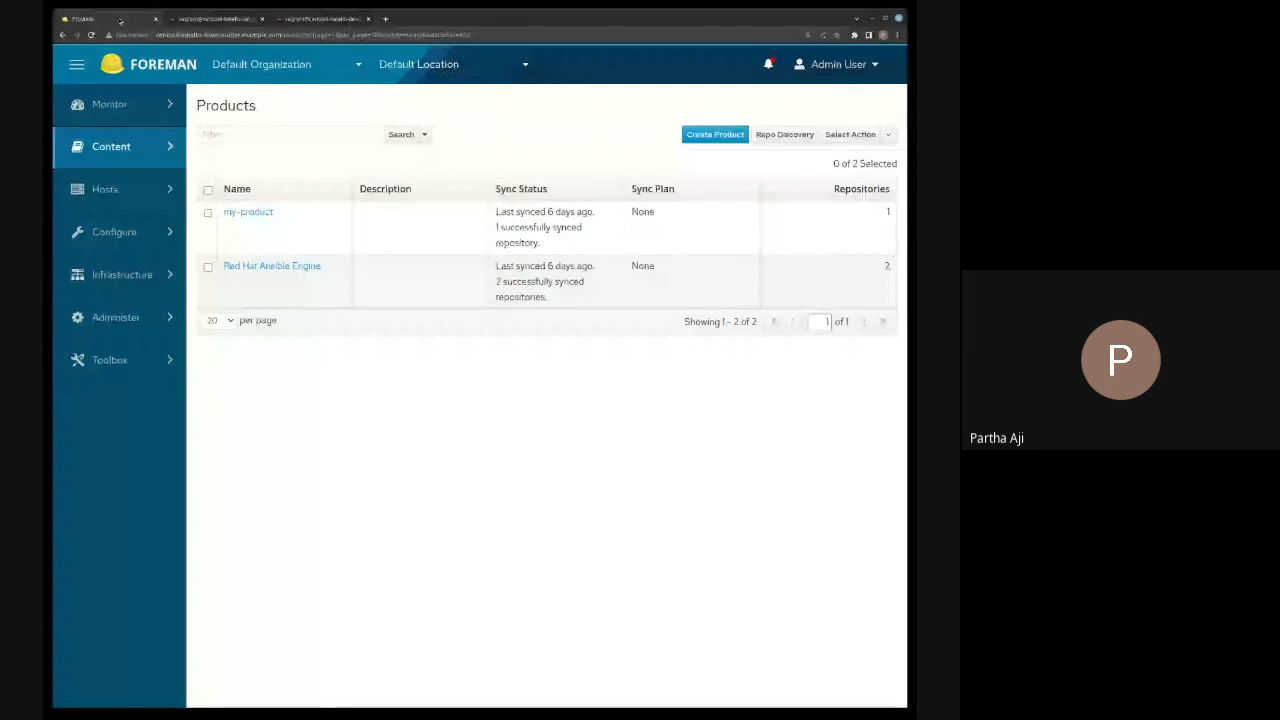 Products
FOREMAN
Default Organization
Default Location
Admin User
Monitor
Content
Hosts
Configure
Infrastructure
Administer
Toolbox
Products
Filter...
Search
Create Product
Repo Discovery
Select Action
0 of 2 Selected
Name Description Sync Status Sync Plan Repositories
my-product Last synced 6 days ago. None 1
1 successfully synced
repository.
Red Hat Ansible Engine Last synced 6 days ago. None 2
2 successfully synced
repositories.
20 per page
Showing 1 - 2 of 2
1 of 1
P
Partha Aji